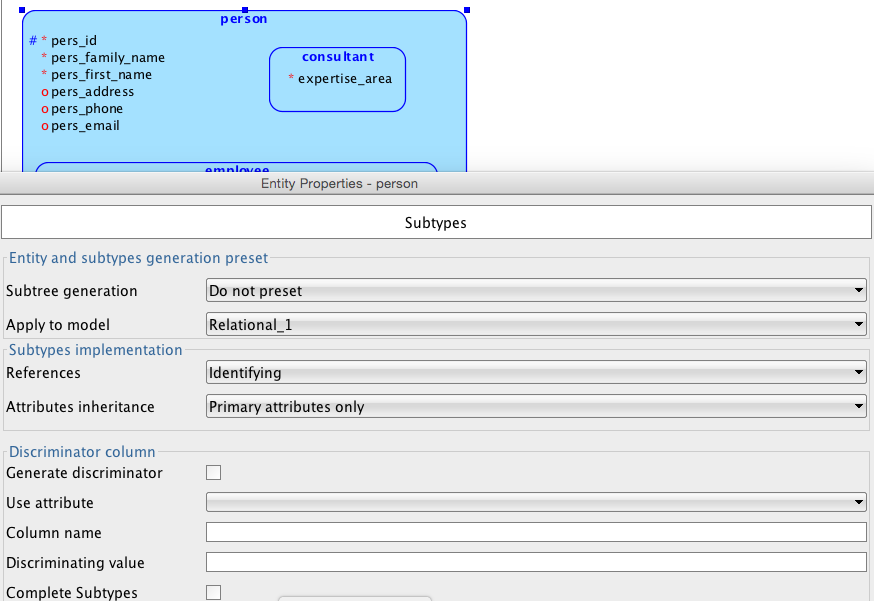 person
# * pers_id
* pers_family_name
* pers_first_name
o pers_address
o pers_phone
o pers_email
consultant
* expertise_area
employee
Entity Properties - person
Subtypes
Entity and subtypes generation preset
Subtree generation Do not preset
Apply to model Relational_1
Subtypes implementation
References Identifying
Attributes inheritance Primary attributes only
Discriminator column
Generate discriminator
Use attribute
Column name
Discriminating value
Complete Subtypes